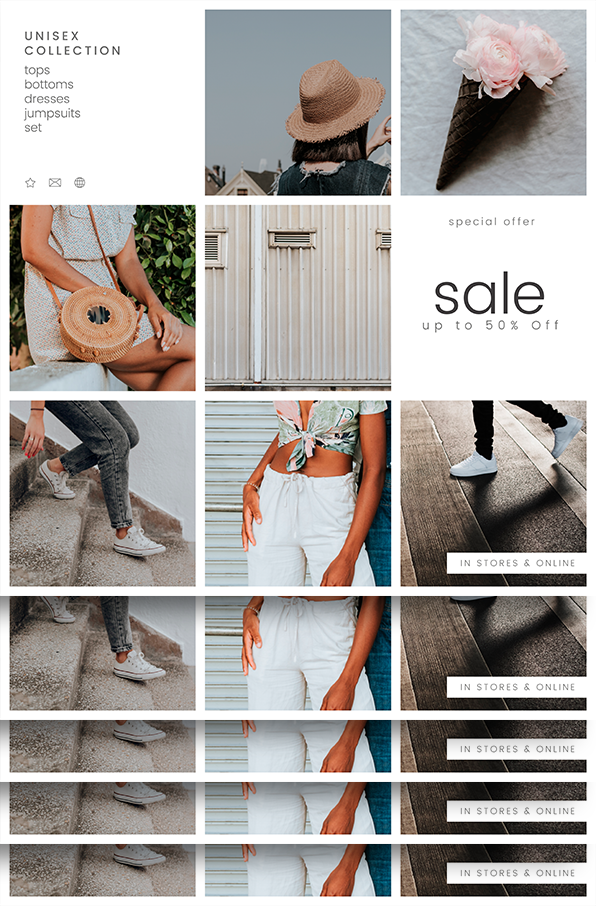 UNISEX
COLLECTION
tops
bottoms
dresses
jumpsuits
set
special offer
sale
up to 50% Off
IN STORES & ONLINE
IN STORES & ONLINE
IN STORES & ONLINE
IN STORES & ONLINE
IN STORES & ONLINE